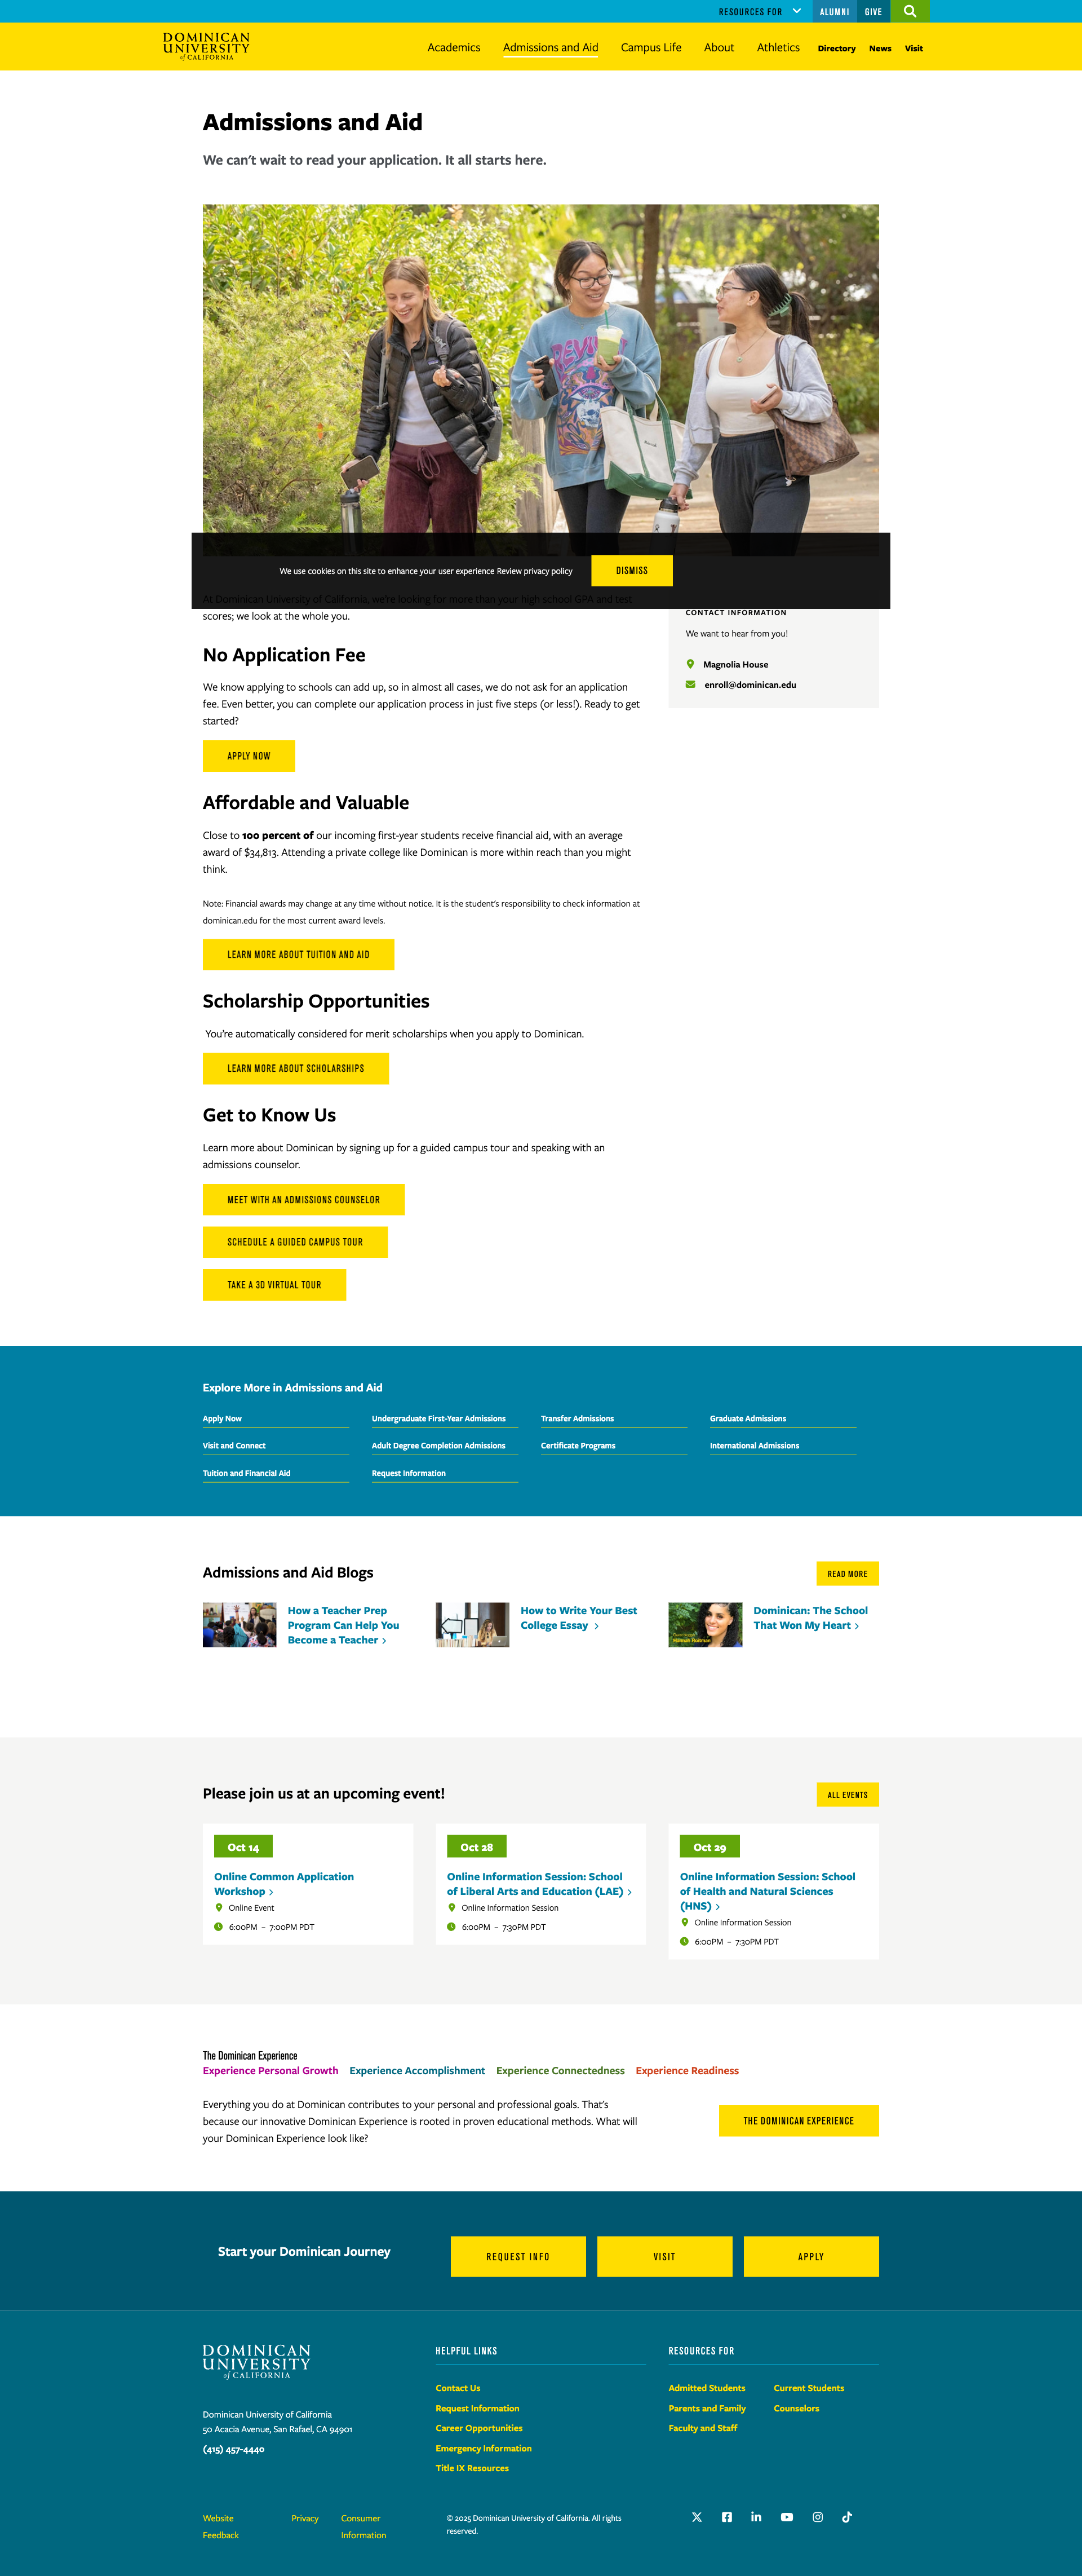 RESOURCES FOR
ALUMNI
GIVE
DOMINICAN
UNIVERSITY
of CALIFORNIA
Academics
Admissions and Aid
Campus Life
About
Athletics
Directory
News
Visit
Admissions and Aid
We can't wait to read your application. It all starts here.
We use cookies on this site to enhance your user experience Review privacy policy
DISMISS
At Dominican University of California, we're looking for more than your high school GPA and test
scores; we look at the whole you.
CONTACT INFORMATION
We want to hear from you!
Magnolia House
enroll@dominican.edu
No Application Fee
We know applying to schools can add up, so in almost all cases, we do not ask for an application
fee. Even better, you can complete our application process in just five steps (or less!). Ready to get
started?
APPLY NOW
Affordable and Valuable
Close to 100 percent of our incoming first-year students receive financial aid, with an average
award of $34,813. Attending a private college like Dominican is more within reach than you might
think.
Note: Financial awards may change at any time without notice. It is the student's responsibility to check information at
dominican.edu for the most current award levels.
LEARN MORE ABOUT TUITION AND AID
Scholarship Opportunities
You're automatically considered for merit scholarships when you apply to Dominican.
LEARN MORE ABOUT SCHOLARSHIPS
Get to Know Us
Learn more about Dominican by signing up for a guided campus tour and speaking with an
admissions counselor.
MEET WITH AN ADMISSIONS COUNSELOR
SCHEDULE A GUIDED CAMPUS TOUR
TAKE A 3D VIRTUAL TOUR
Explore More in Admissions and Aid
Apply Now
Undergraduate First-Year Admissions
Transfer Admissions
Graduate Admissions
Visit and Connect
Adult Degree Completion Admissions
Certificate Programs
International Admissions
Tuition and Financial Aid
Request Information
Admissions and Aid Blogs
READ MORE
How a Teacher Prep
Program Can Help You
Become a Teacher
How to Write Your Best
College Essay
Dominican: The School
That Won My Heart
Please join us at an upcoming event!
ALL EVENTS
Oct 14
Online Common Application
Workshop
Online Event
6:00PM – 7:00PM PDT
Oct 28
Online Information Session: School
of Liberal Arts and Education (LAE)
Online Information Session
6:00PM – 7:30PM PDT
Oct 29
Online Information Session: School
of Health and Natural Sciences
(HNS)
Online Information Session
6:00PM – 7:30PM PDT
The Dominican Experience
Experience Personal Growth
Experience Accomplishment
Experience Connectedness
Experience Readiness
Everything you do at Dominican contributes to your personal and professional goals. That's
because our innovative Dominican Experience is rooted in proven educational methods. What will
your Dominican Experience look like?
THE DOMINICAN EXPERIENCE
Start your Dominican Journey
REQUEST INFO
VISIT
APPLY
DOMINICAN
UNIVERSITY
of CALIFORNIA
Dominican University of California
50 Acacia Avenue, San Rafael, CA 94901
(415) 457-4440
HELPFUL LINKS
Contact Us
Request Information
Career Opportunities
Emergency Information
Title IX Resources
RESOURCES FOR
Admitted Students
Current Students
Parents and Family
Counselors
Faculty and Staff
Website
Feedback
Privacy
Consumer
Information
© 2025 Dominican University of California. All rights
reserved.